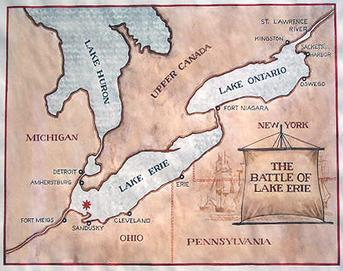 ST. LAWRENCE
RIVER
KINGSTON
SACKETS
HARBOR
LAKE HURON
UPPER CANADA
LAKE ONTARIO
OSWEGO
FORT NIAGARA
MICHIGAN
NEW YORK
THE
BATTLE OF
LAKE ERIE
DETROIT
AMHERSTBURG
LAKE ERIE
ERIE
FORT MEIGS
SANDUSKY
CLEVELAND
OHIO
PENNSYLVANIA